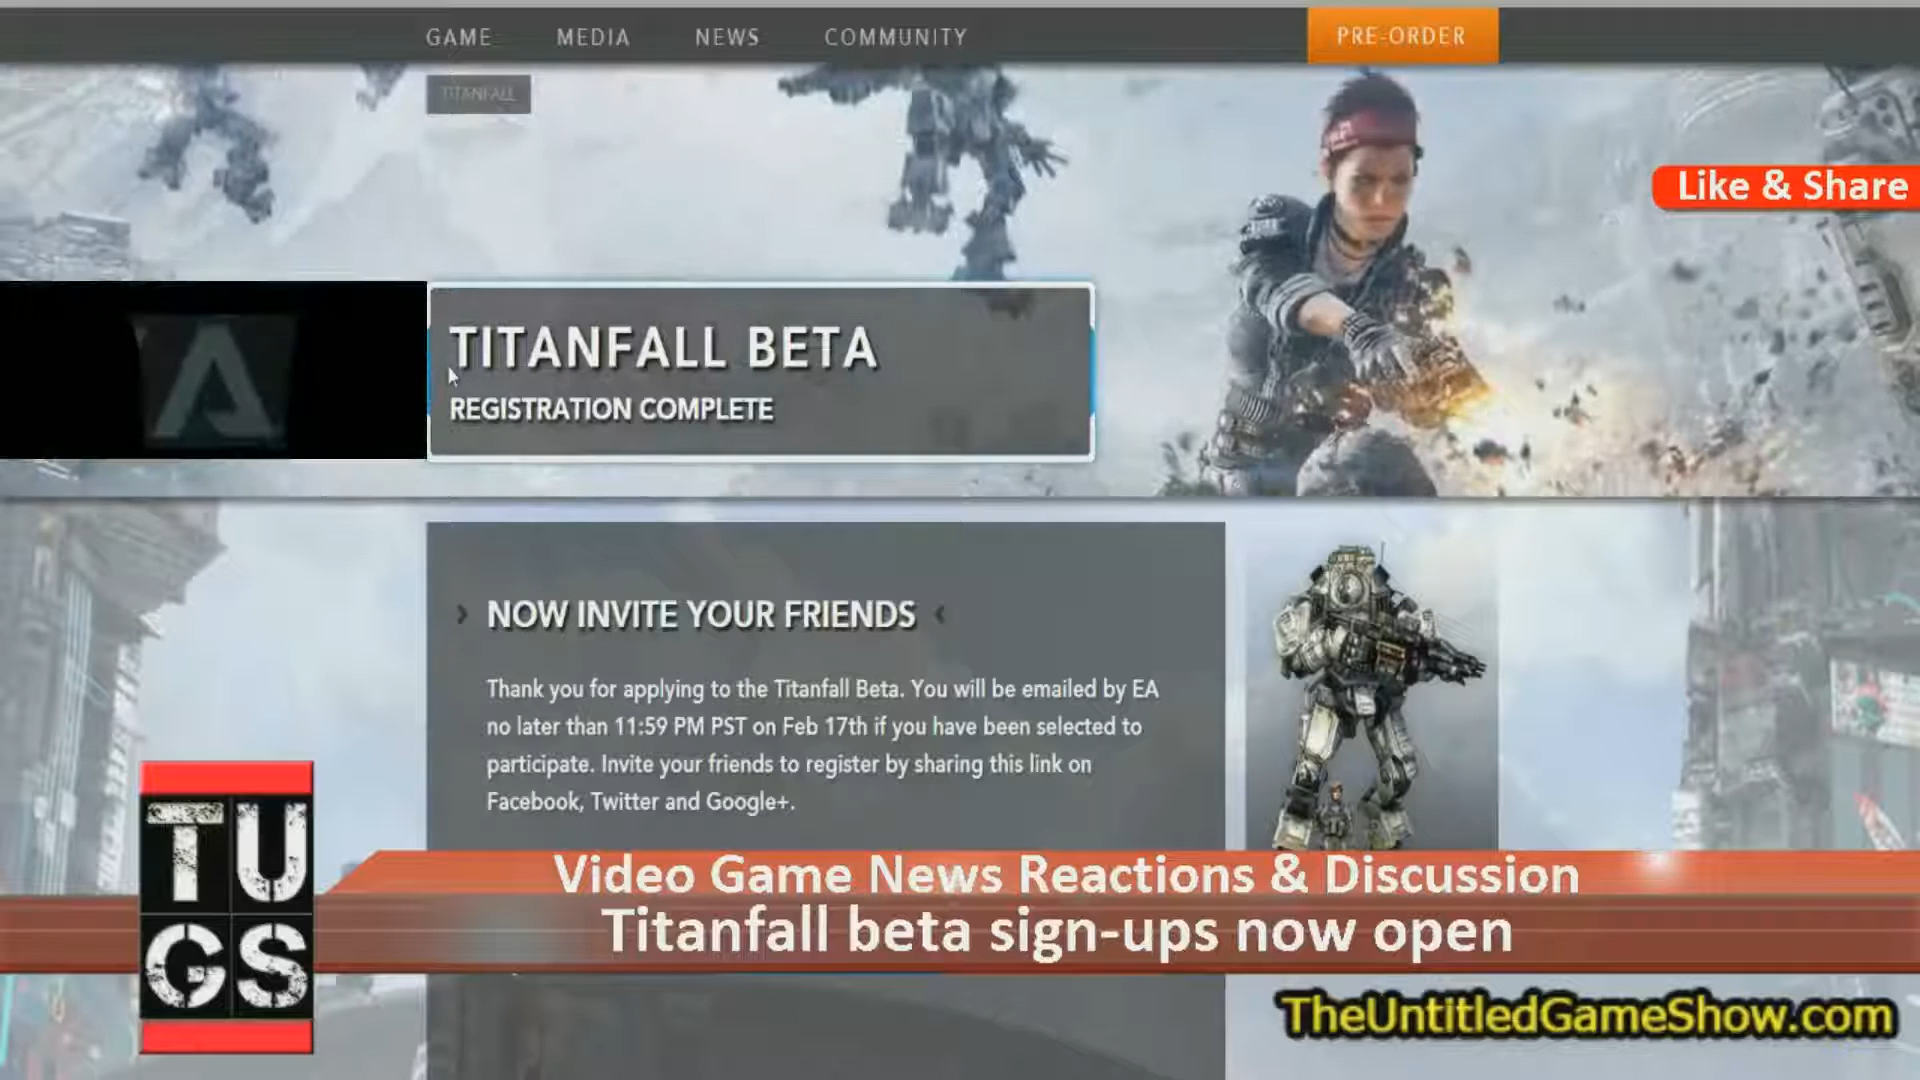 GAME MEDIA NEWS COMMUNITY PRE-ORDER
TITANFALL
Like & Share
TITANFALL BETA
REGISTRATION COMPLETE
NOW INVITE YOUR FRIENDS
Thank you for applying to the Titanfall Beta. You will be emailed by EA
no later than 11:59 PM PST on Feb 17th if you have been selected to
participate. Invite your friends to register by sharing this link on
Facebook, Twitter and Google+.
TU
GS
Video Game News Reactions & Discussion
Titanfall beta sign-ups now open
TheUntitledGameShow.com